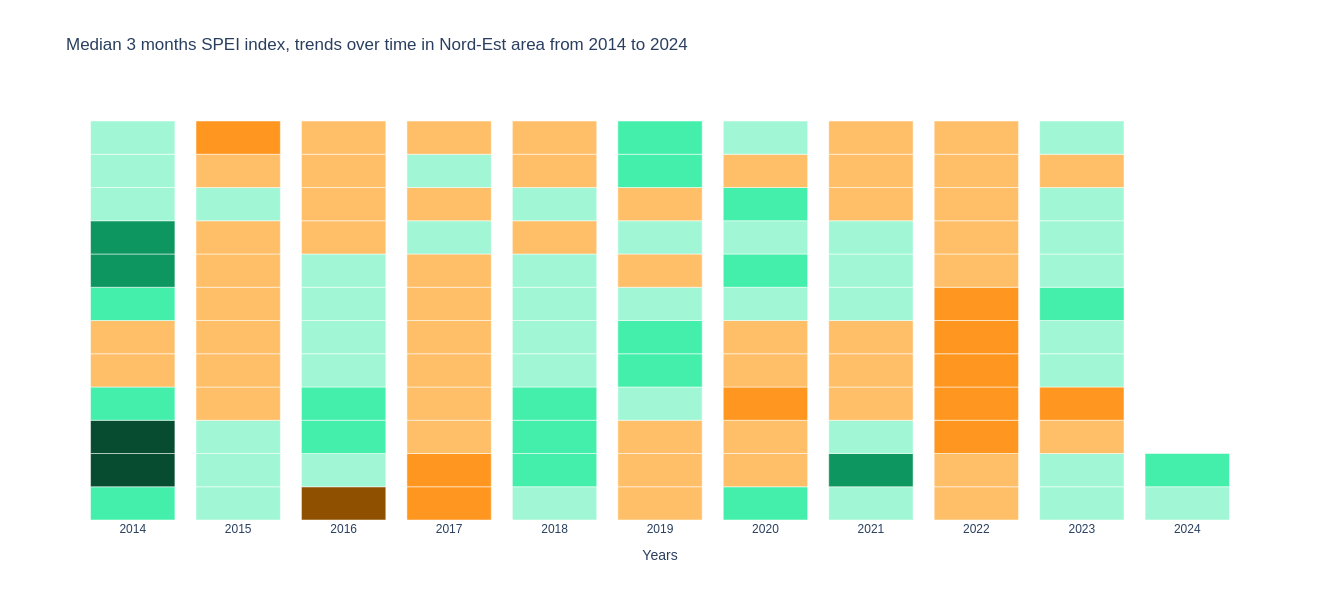 Median 3 months SPEI index, trends over time in Nord-Est area from 2014 to 2024
2014 2015 2016 2017 2018 2019 2020 2021 2022 2023 2024
Years